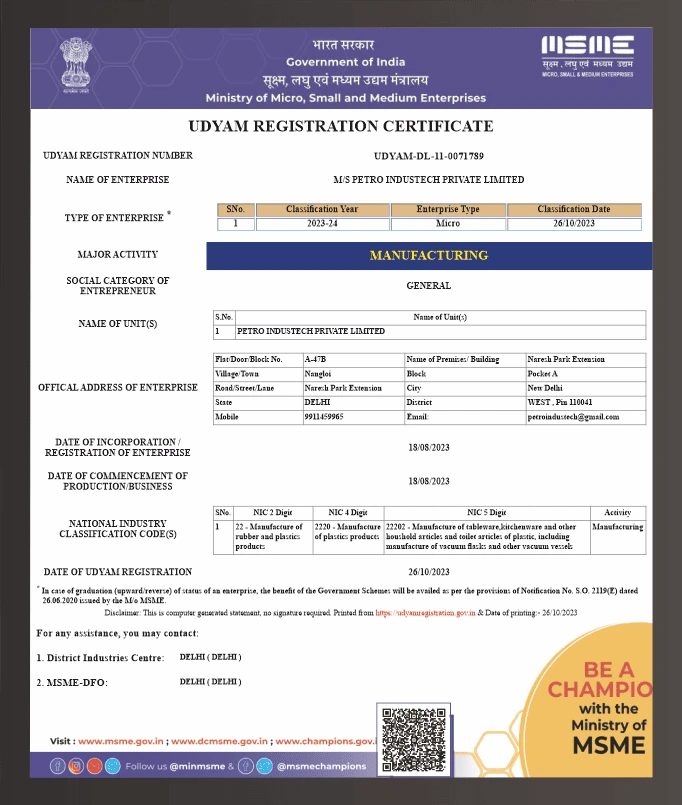 भारत सरकार
Government of India
सूक्ष्म, लघु एवं मध्यम उद्यम मंत्रालय
Ministry of Micro, Small and Medium Enterprises
सत्यमेव जयते
MSME
सूक्ष्म, लघु एवं मध्यम उद्यम
MICRO, SMALL & MEDIUM ENTERPRISES
UDYAM REGISTRATION CERTIFICATE
UDYAM REGISTRATION NUMBER UDYAM-DL-11-0071789
NAME OF ENTERPRISE M/S PETRO INDUSTECH PRIVATE LIMITED
TYPE OF ENTERPRISE *
SNo. Classification Year Enterprise Type Classification Date
1 2023-24 Micro 26/10/2023
MAJOR ACTIVITY MANUFACTURING
SOCIAL CATEGORY OF
ENTREPRENEUR
GENERAL
NAME OF UNIT(S)
S.No. Name of Unit(s)
1 PETRO INDUSTECH PRIVATE LIMITED
OFFICAL ADDRESS OF ENTERPRISE
Flat/Door/Block No. A-47B Name of Premises/ Building Naresh Park Extension
Village/Town Nangloi Block Pocket A
Road/Street/Lane Naresh Park Extension City New Delhi
State DELHI District WEST , Pin 110041
Mobile 9911459965 Email: petroindustech@gmail.com
DATE OF INCORPORATION /
REGISTRATION OF ENTERPRISE
18/08/2023
DATE OF COMMENCEMENT OF
PRODUCTION/BUSINESS
18/08/2023
NATIONAL INDUSTRY
CLASSIFICATION CODE(S)
SNo. NIC 2 Digit NIC 4 Digit NIC 5 Digit Activity
1 22 - Manufacture of 2220 - Manufacture 22202 - Manufacture of tableware,kitchenware and other Manufacturing
rubber and plastics of plastics products houshold articles and toilet articles of plastic, including
products manufacture of vacuum flasks and other vacuum vessels
DATE OF UDYAM REGISTRATION 26/10/2023
* In case of graduation (upward/reverse) of status of an enterprise, the benefit of the Government Schemes will be availed as per the provisions of Notification No. S.O. 2119(E) dated
26.06.2020 issued by the M/o MSME.
Disclaimer: This is computer generated statement, no signature required. Printed from https://udyamregistration.gov.in & Date of printing:- 26/10/2023
For any assistance, you may contact:
1. District Industries Centre: DELHI ( DELHI )
2. MSME-DFO: DELHI ( DELHI )
BE A
CHAMPIO
with the
Ministry of
MSME
Visit : www.msme.gov.in ; www.dcmsme.gov.in ; www.champions.gov.i
Follow us @minmsme & @msmechampions